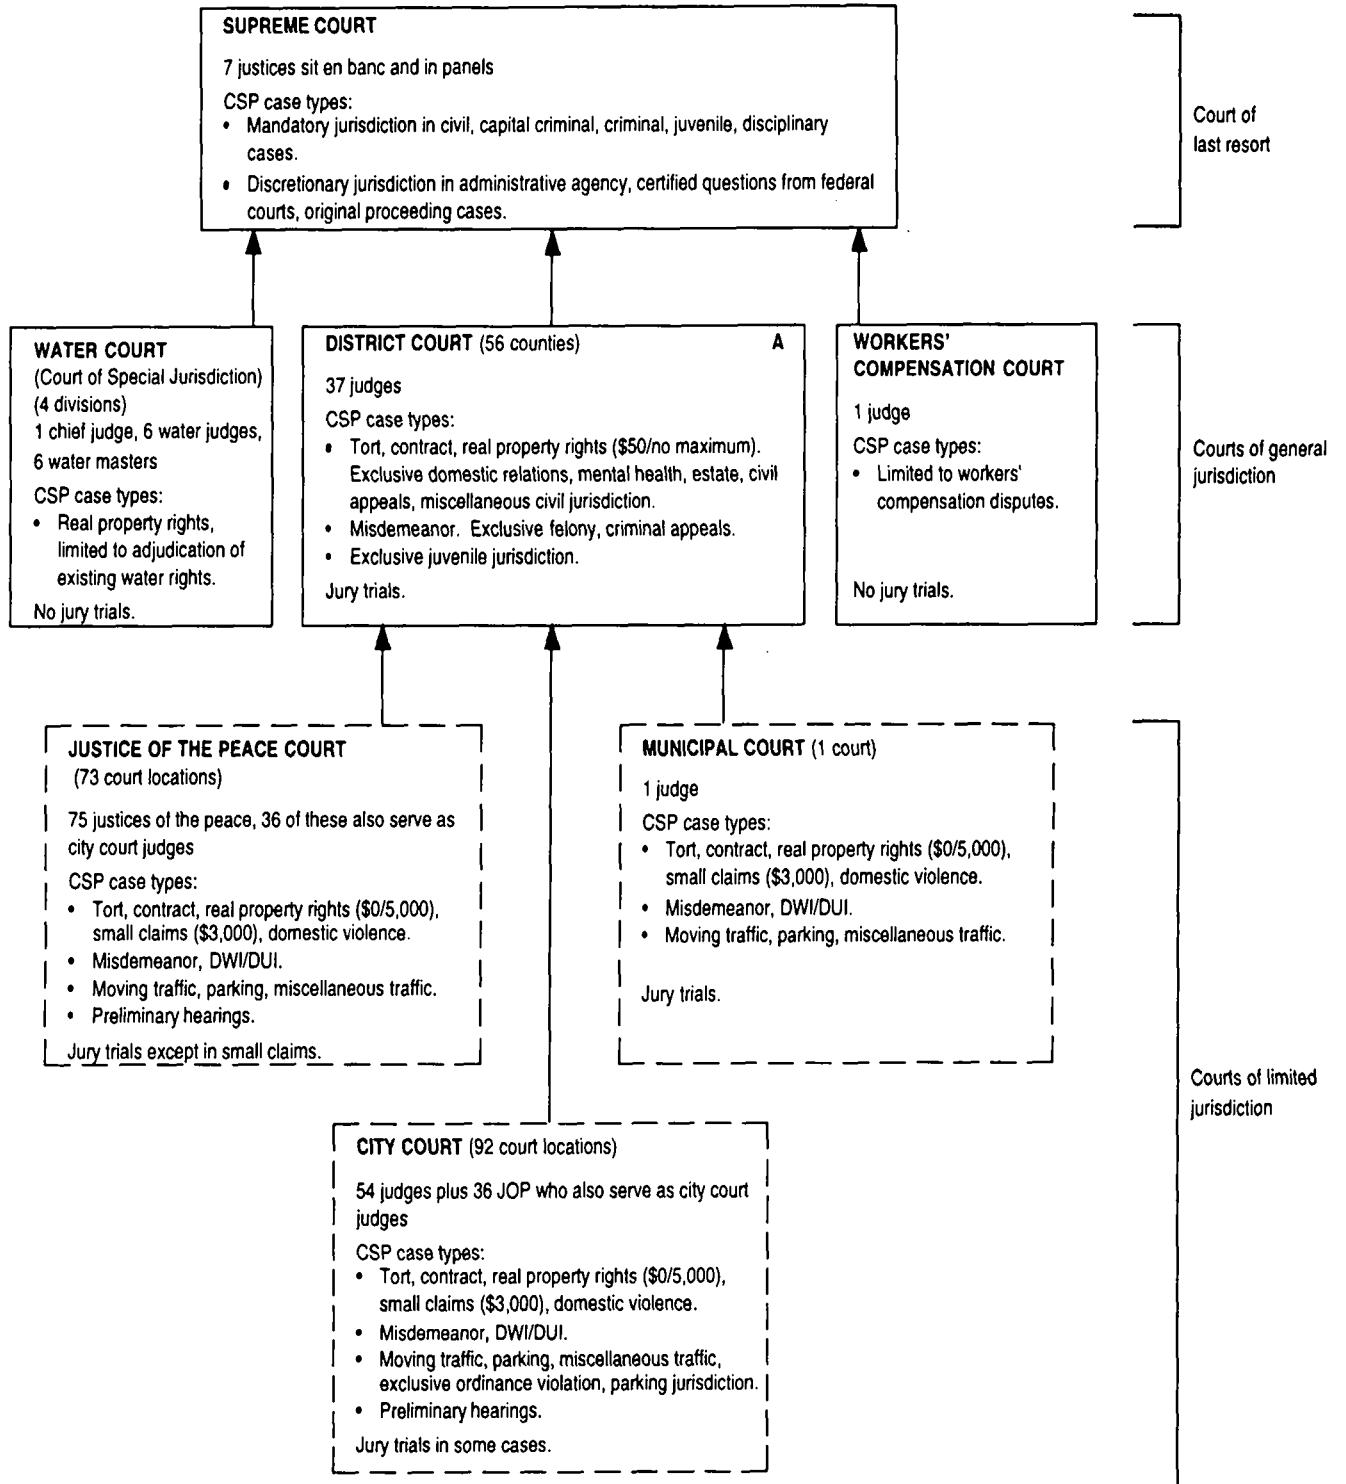 SUPREME COURT
7 justices sit en banc and in panels
CSP case types:
• Mandatory jurisdiction in civil, capital criminal, criminal, juvenile, disciplinary
cases.
• Discretionary jurisdiction in administrative agency, certified questions from federal
courts, original proceeding cases.
Court of
last resort
WATER COURT
(Court of Special Jurisdiction)
(4 divisions)
1 chief judge, 6 water judges,
6 water masters
CSP case types:
• Real property rights,
limited to adjudication of
existing water rights.
No jury trials.
DISTRICT COURT (56 counties) A
37 judges
CSP case types:
• Tort, contract, real property rights ($50/no maximum).
Exclusive domestic relations, mental health, estate, civil
appeals, miscellaneous civil jurisdiction.
• Misdemeanor. Exclusive felony, criminal appeals.
• Exclusive juvenile jurisdiction.
Jury trials.
WORKERS'
COMPENSATION COURT
1 judge
CSP case types:
• Limited to workers'
compensation disputes.
No jury trials.
Courts of general
jurisdiction
JUSTICE OF THE PEACE COURT
(73 court locations)
75 justices of the peace, 36 of these also serve as
city court judges
CSP case types:
• Tort, contract, real property rights ($0/5,000),
small claims ($3,000), domestic violence.
• Misdemeanor, DWI/DUI.
• Moving traffic, parking, miscellaneous traffic.
• Preliminary hearings.
Jury trials except in small claims.
MUNICIPAL COURT (1 court)
1 judge
CSP case types:
• Tort, contract, real property rights ($0/5,000),
small claims ($3,000), domestic violence.
• Misdemeanor, DWI/DUI.
• Moving traffic, parking, miscellaneous traffic.
Jury trials.
Courts of limited
jurisdiction
CITY COURT (92 court locations)
54 judges plus 36 JOP who also serve as city court
judges
CSP case types:
• Tort, contract, real property rights ($0/5,000),
small claims ($3,000), domestic violence.
• Misdemeanor, DWI/DUI.
• Moving traffic, parking, miscellaneous traffic,
exclusive ordinance violation, parking jurisdiction.
• Preliminary hearings.
Jury trials in some cases.